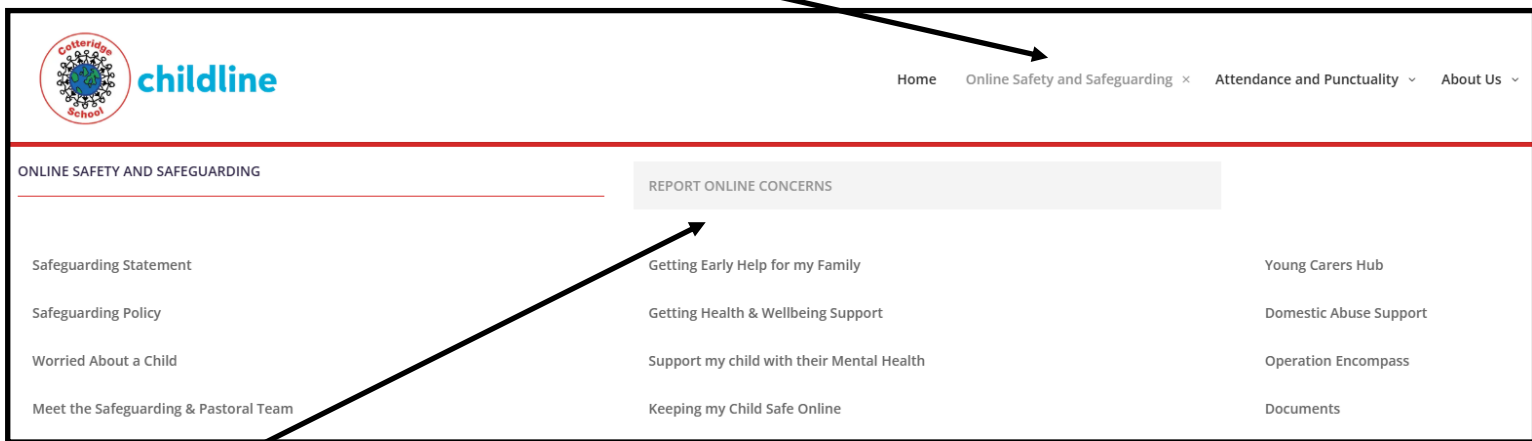 Cotteridge
School
childline
Home Online Safety and Safeguarding × Attendance and Punctuality About Us
ONLINE SAFETY AND SAFEGUARDING
REPORT ONLINE CONCERNS
Safeguarding Statement Getting Early Help for my Family Young Carers Hub
Safeguarding Policy Getting Health & Wellbeing Support Domestic Abuse Support
Worried About a Child Support my child with their Mental Health Operation Encompass
Meet the Safeguarding & Pastoral Team Keeping my Child Safe Online Documents